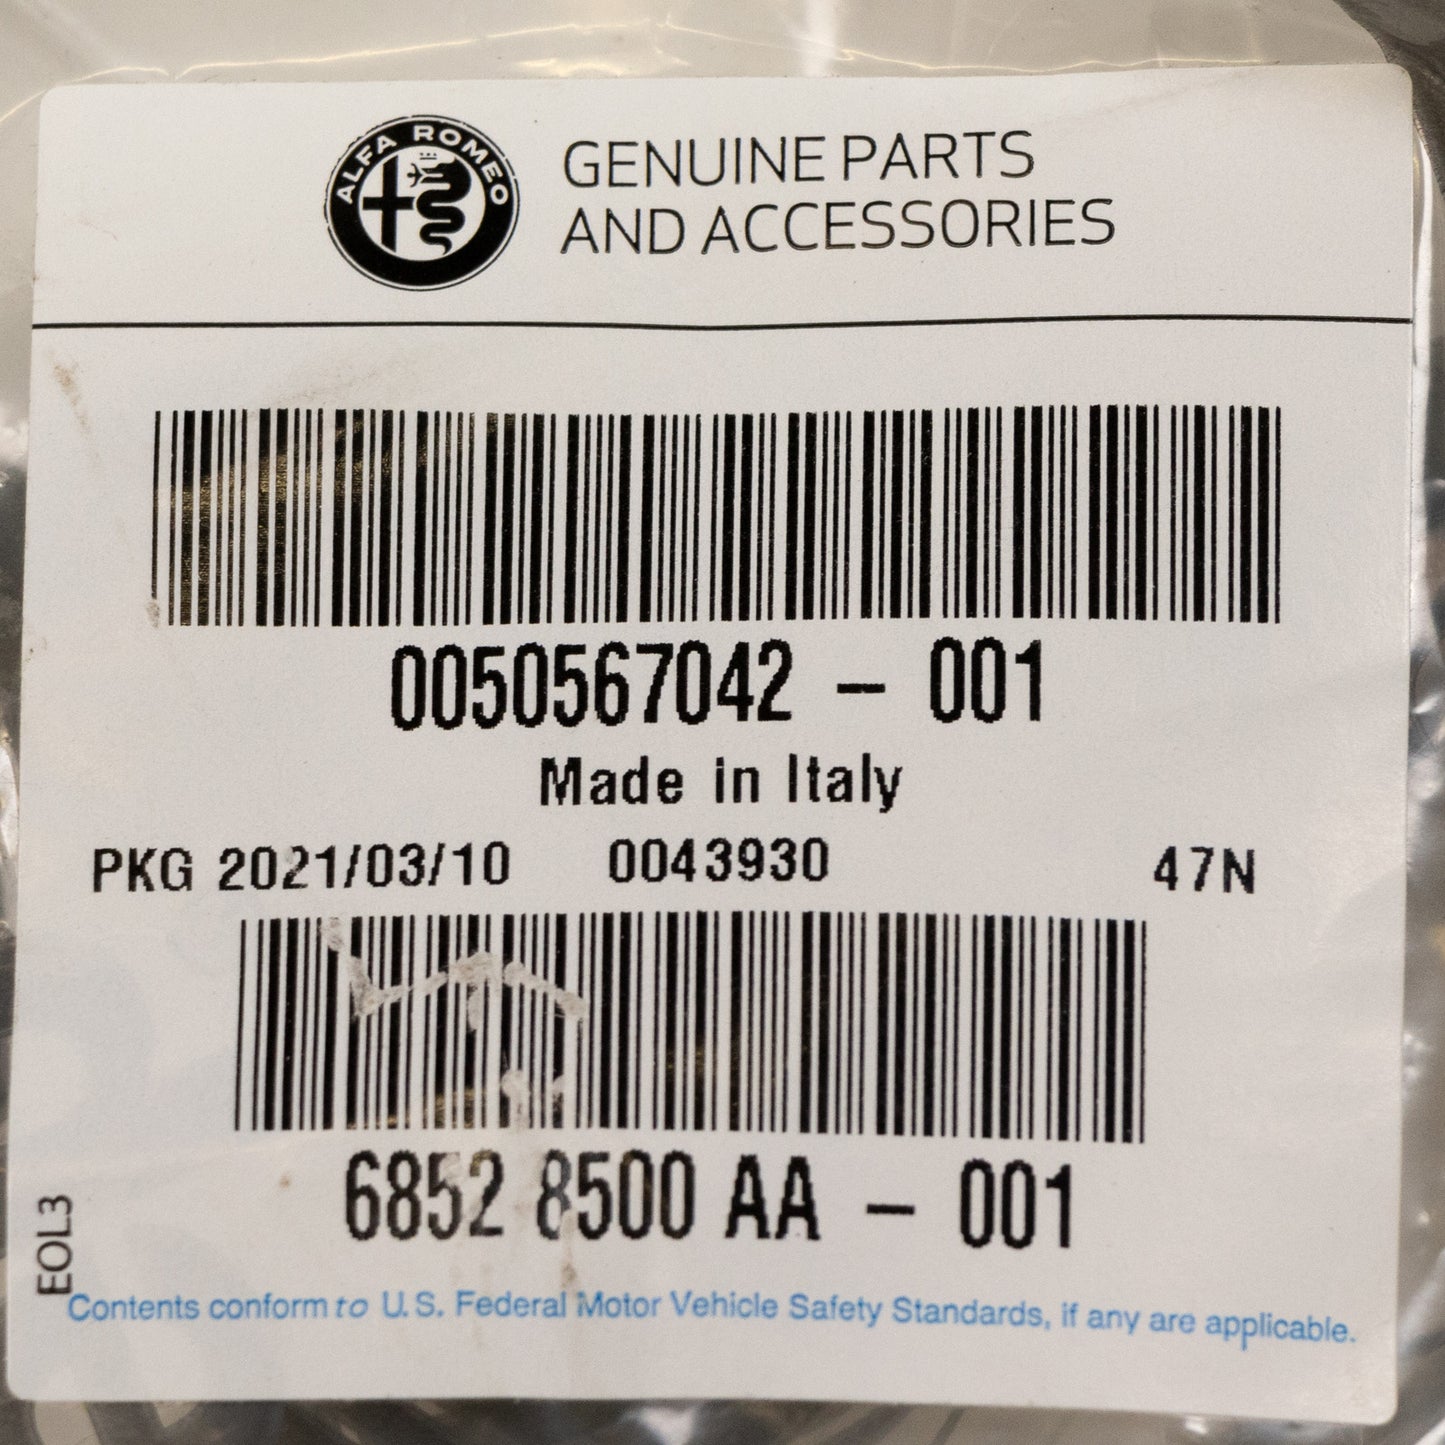 ALFA ROMEO
GENUINE PARTS
AND ACCESSORIES
0050567042 - 001
Made in Italy
PKG 2021/03/10 0043930 47N
6852 8500 AA - 001
EOL3
Contents conform to U.S. Federal Motor Vehicle Safety Standards, if any are applicable.